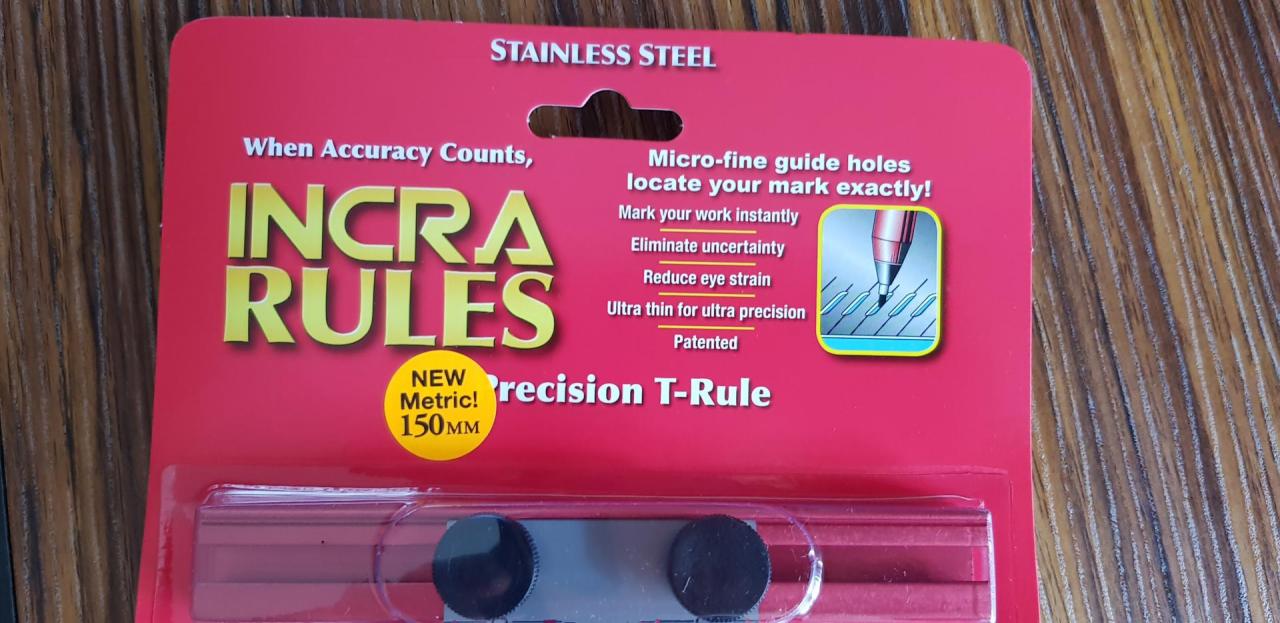 STAINLESS STEEL
When Accuracy Counts,
INCRA
RULES
Micro-fine guide holes
locate your mark exactly!
Mark your work instantly
Eliminate uncertainty
Reduce eye strain
Ultra thin for ultra precision
Patented
NEW
Metric!
150MM
Precision T-Rule